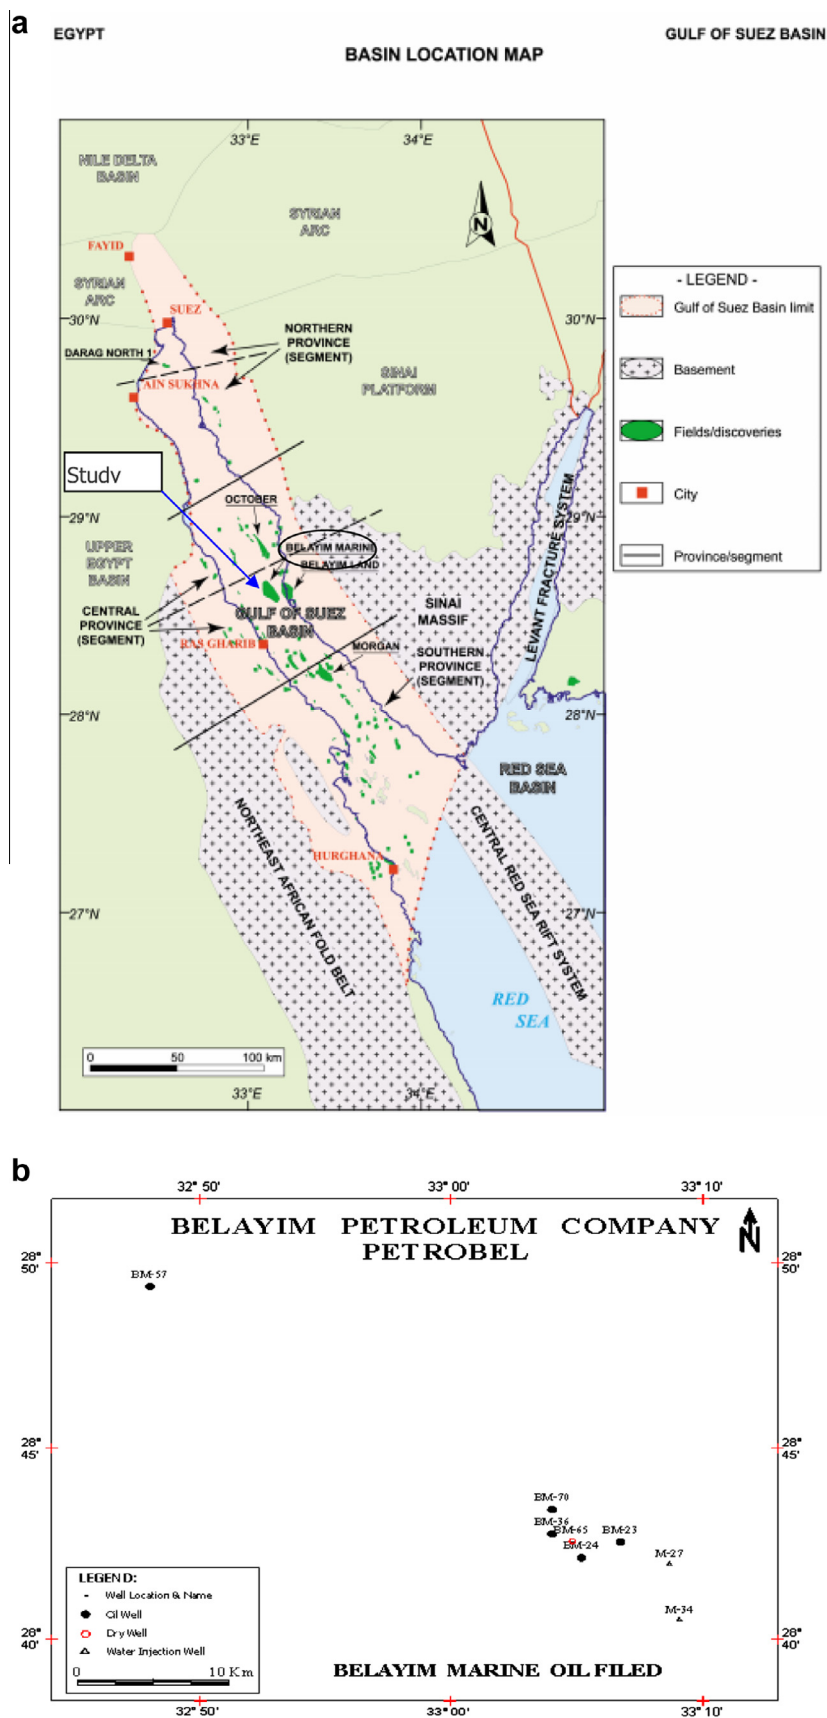 a
EGYPT
BASIN LOCATION MAP
GULF OF SUEZ BASIN
33°E
34°E
NILE DELTA
BASIN
SYRIAN
ARC
N
FAYID
SYRIAN
ARC
SUEZ
30°N
30°N
NORTHERN
PROVINCE
(SEGMENT)
DARAG NORTH 1
AIN SUKHNA
SINAI
PLATFORM
Studv
OCTOBER
29°N
29°N
BELAYIM MARINE
BELAYIM LAND
UPPER
EGYPT
BASIN
LEVANT FRACTURE SYSTEM
CENTRAL
PROVINCE
(SEGMENT)
GULF OF SUEZ
BASIN
SINAI
MASSIF
RAS GHARIB
MORGAN
SOUTHERN
PROVINCE
(SEGMENT)
28°N
28°N
RED SEA
BASIN
NORTHEAST AFRICAN FOLD BELT
CENTRAL RED SEA RIFT SYSTEM
HURGHANA
27°N
27°N
RED
SEA
0 50 100 km
33°E
34°E
- LEGEND -
Gulf of Suez Basin limit
Basement
Fields/discoveries
City
Province/segment
b
32° 50' 33° 00' 33° 10'
BELAYIM PETROLEUM COMPANY
PETROBEL
N
28°
50'
28°
50'
BM-57
28°
45'
28°
45'
BM-70
BM-36
BM-65
BM-23
BM-24
M-27
M-34
LEGEND:
Well Location & Name
Oil Well
Dry Well
Water Injection Well
0 10 Km
28°
40'
28°
40'
BELAYIM MARINE OIL FILED
32° 50' 33° 00' 33° 10'